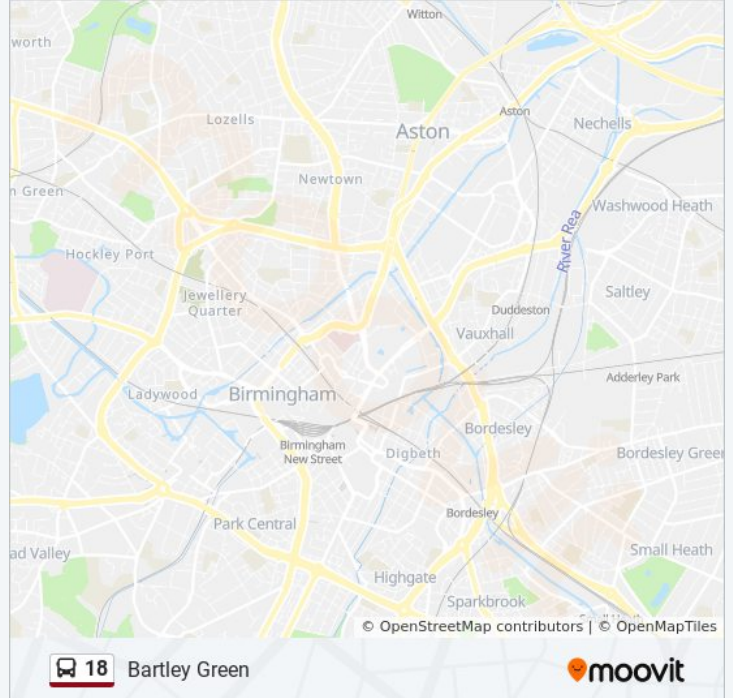 Witton
worth
Lozells
Aston
Aston
Nechells
Newtown
n Green
Washwood Heath
River Rea
Hockley Port
Jewellery
Quarter
Saltley
Duddeston
Vauxhall
Adderley Park
Ladywood
Birmingham
Bordesley
Birmingham
New Street
Digbeth
Bordesley Green
Bordesley
Park Central
ad Valley
Small Heath
Highgate
Sparkbrook
© OpenStreetMap contributors | © OpenMapTiles
18 Bartley Green
moovit